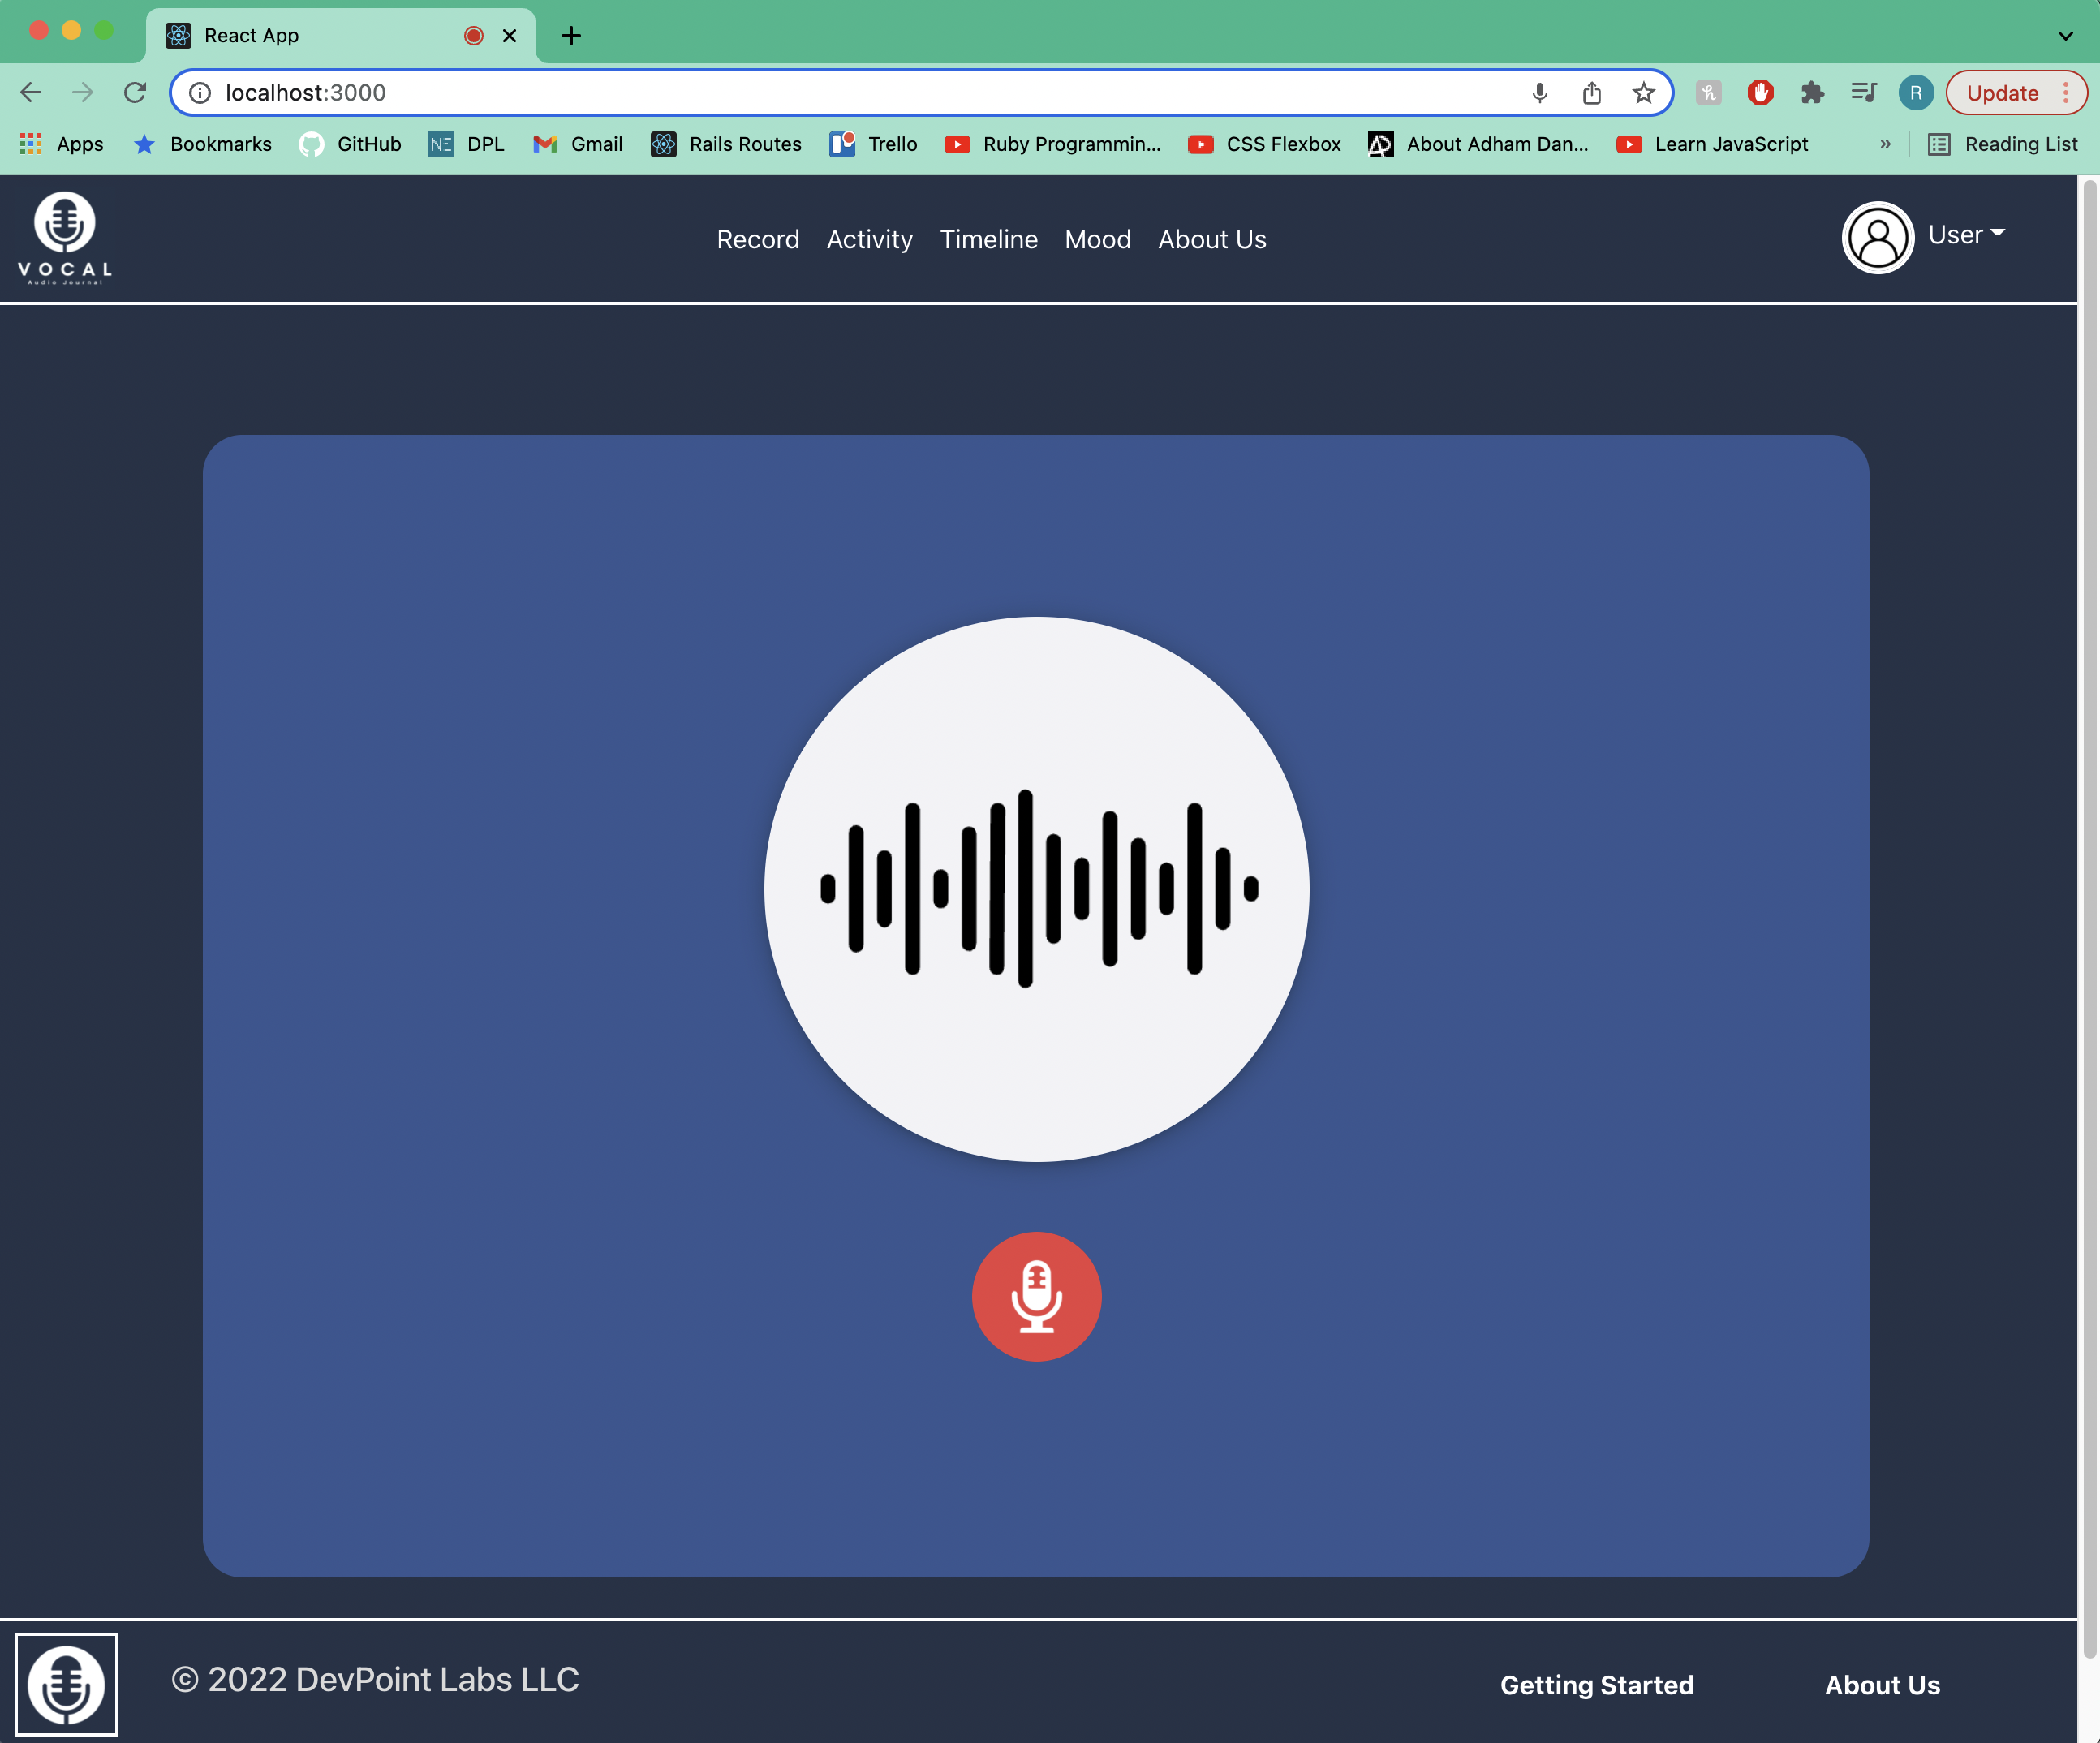 React App
localhost:3000
R
Update
Apps
Bookmarks
GitHub
NE
DPL
Gmail
Rails Routes
Trello
Ruby Programmin...
CSS Flexbox
About Adham Dan...
Learn JavaScript
»
Reading List
VOCAL
Audio Journal
Record
Activity
Timeline
Mood
About Us
User
© 2022 DevPoint Labs LLC
Getting Started
About Us